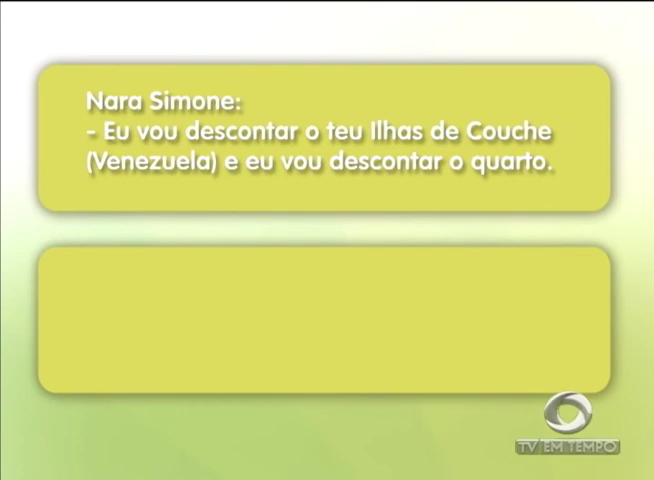 Nara Simone:
- Eu vou descontar o teu Ilhas de Couche
(Venezuela) e eu vou descontar o quarto.
TV EM TEMPO